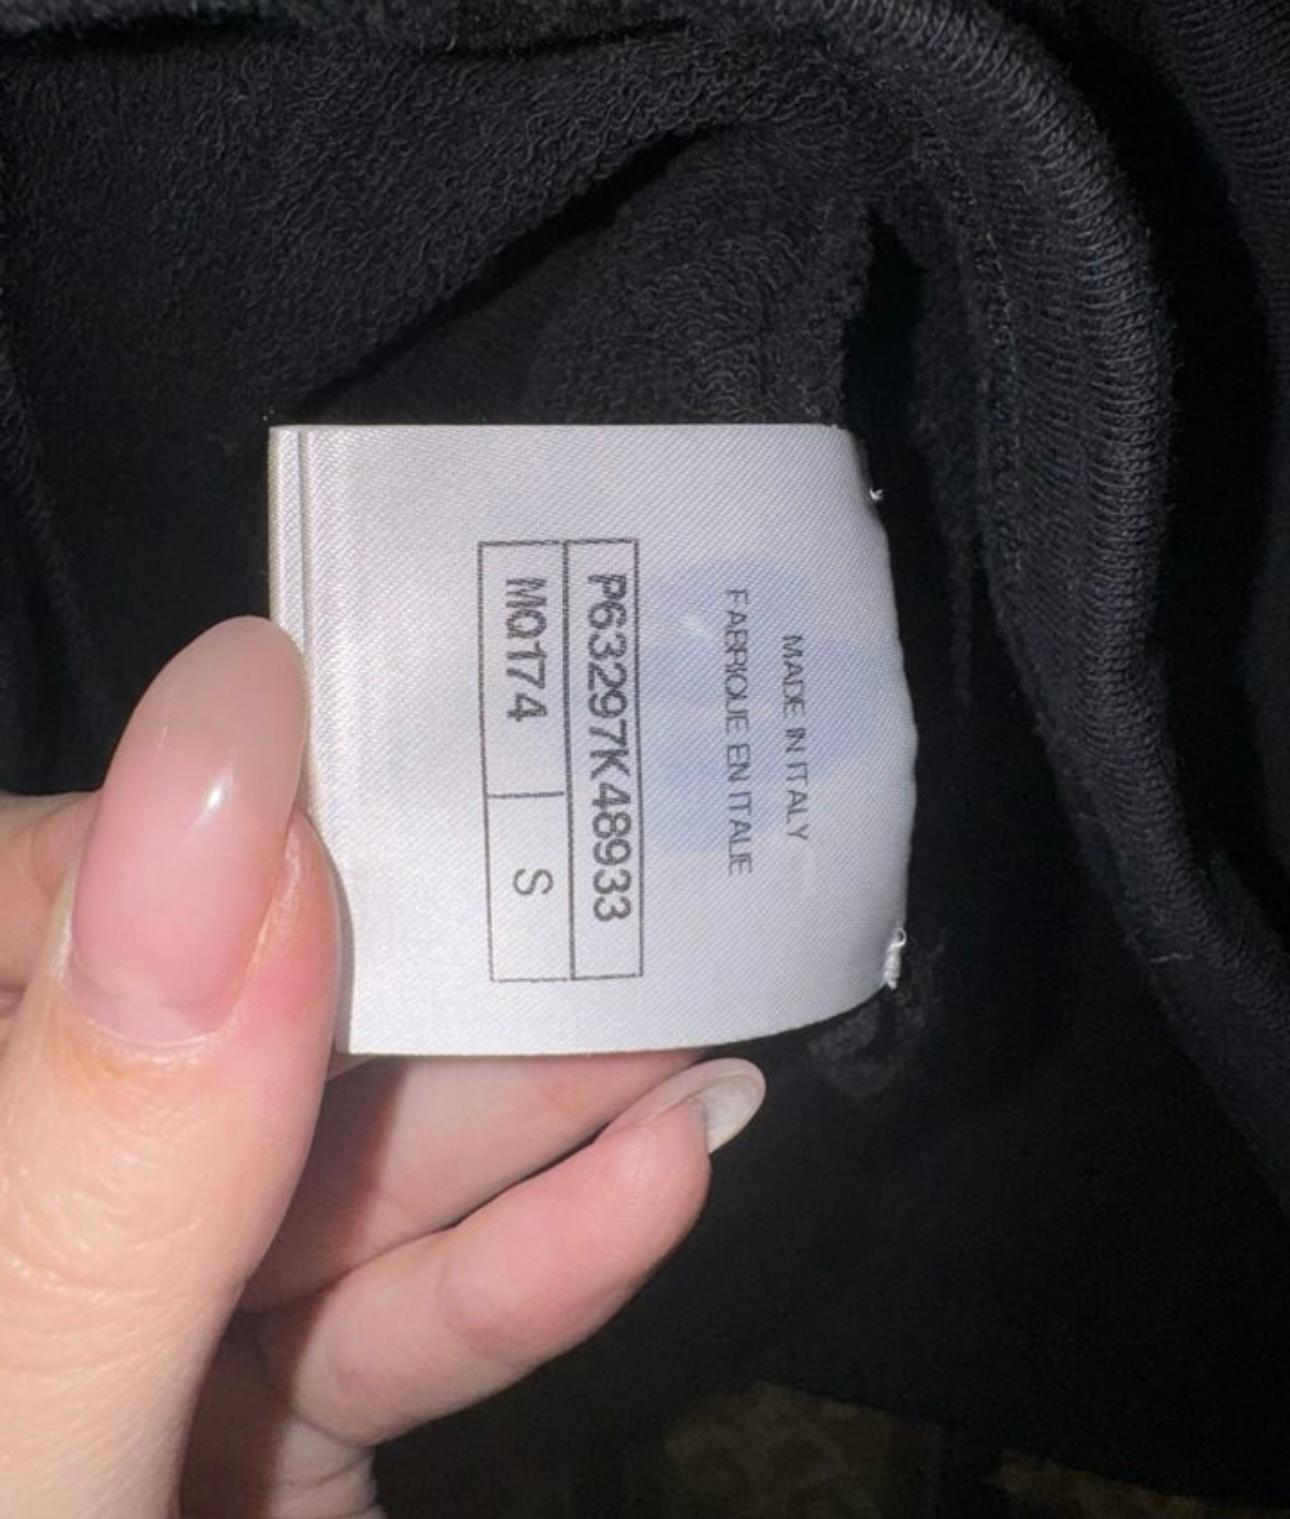 MADE IN ITALY
FABRIQUE EN ITALIE
P63297K48933
MQ174 S